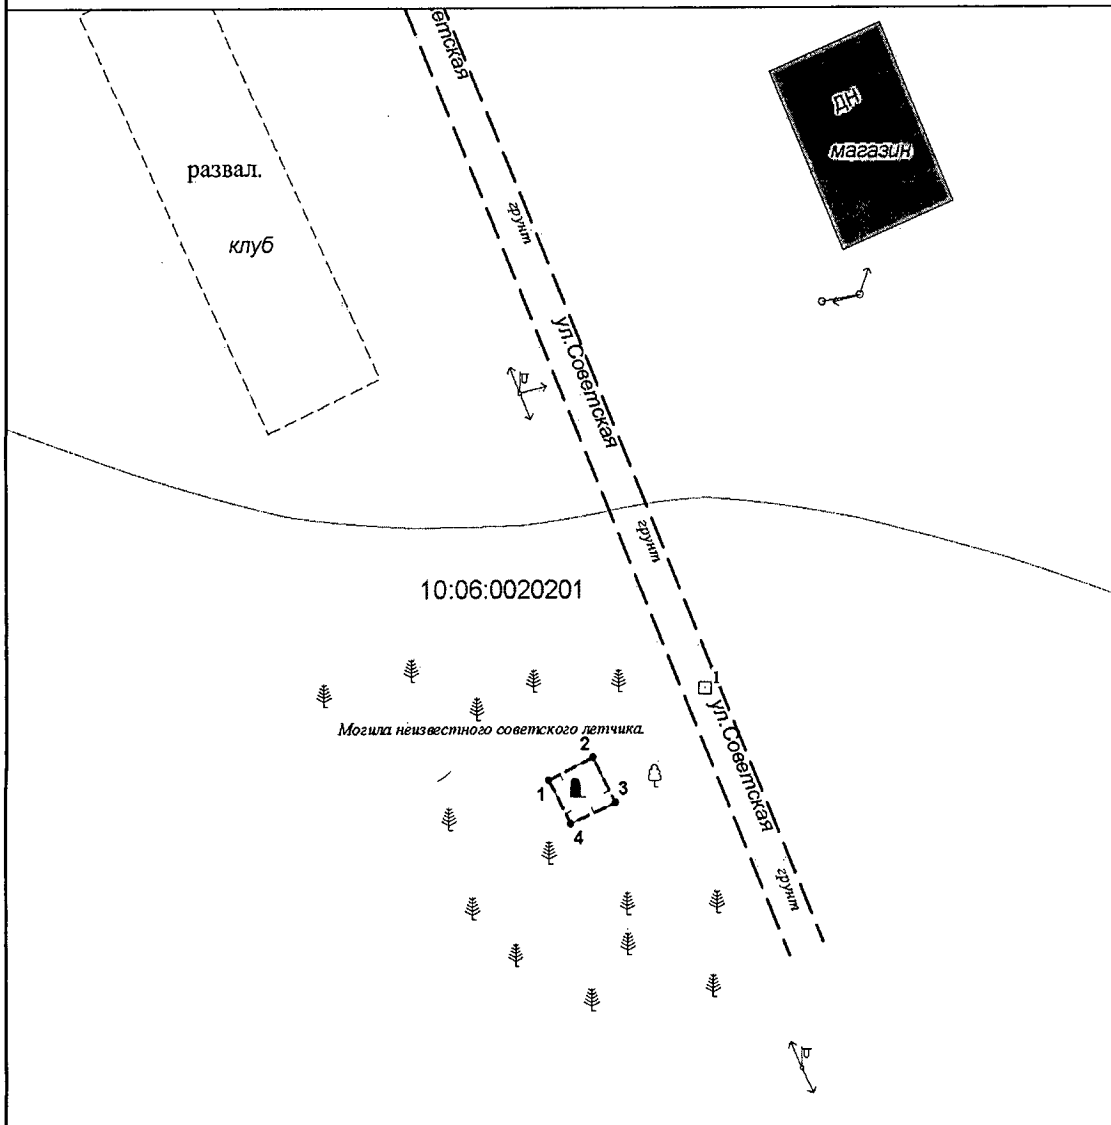 етская
ДН
магазин
развал.
клуб
грунт
ул.Советская
грунт
10:06:0020201
1
ул.Советская
Могила неизвестного советского летчика
2
1
3
4
грунт